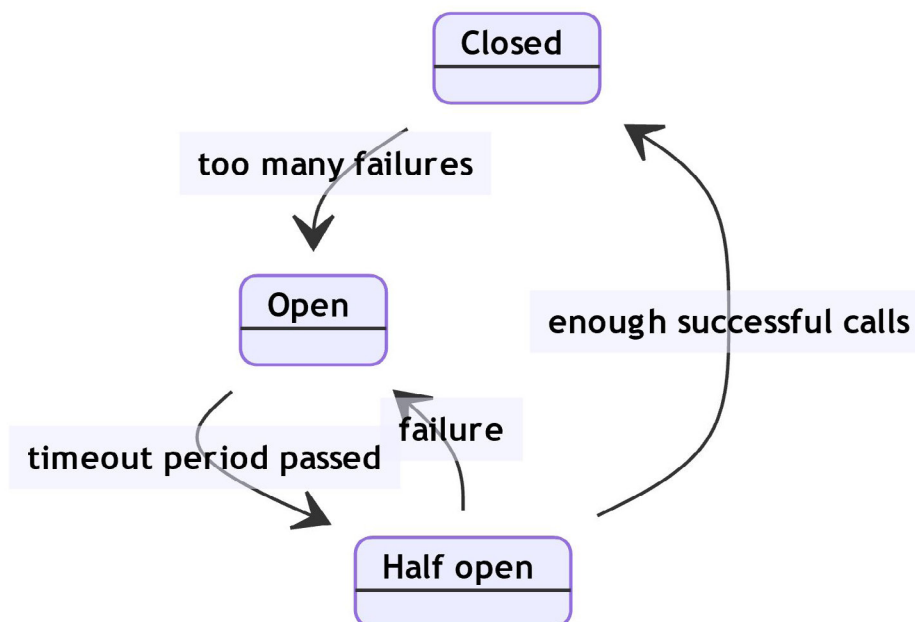 Closed
too many failures
Open
enough successful calls
failure
timeout period passed
Half open